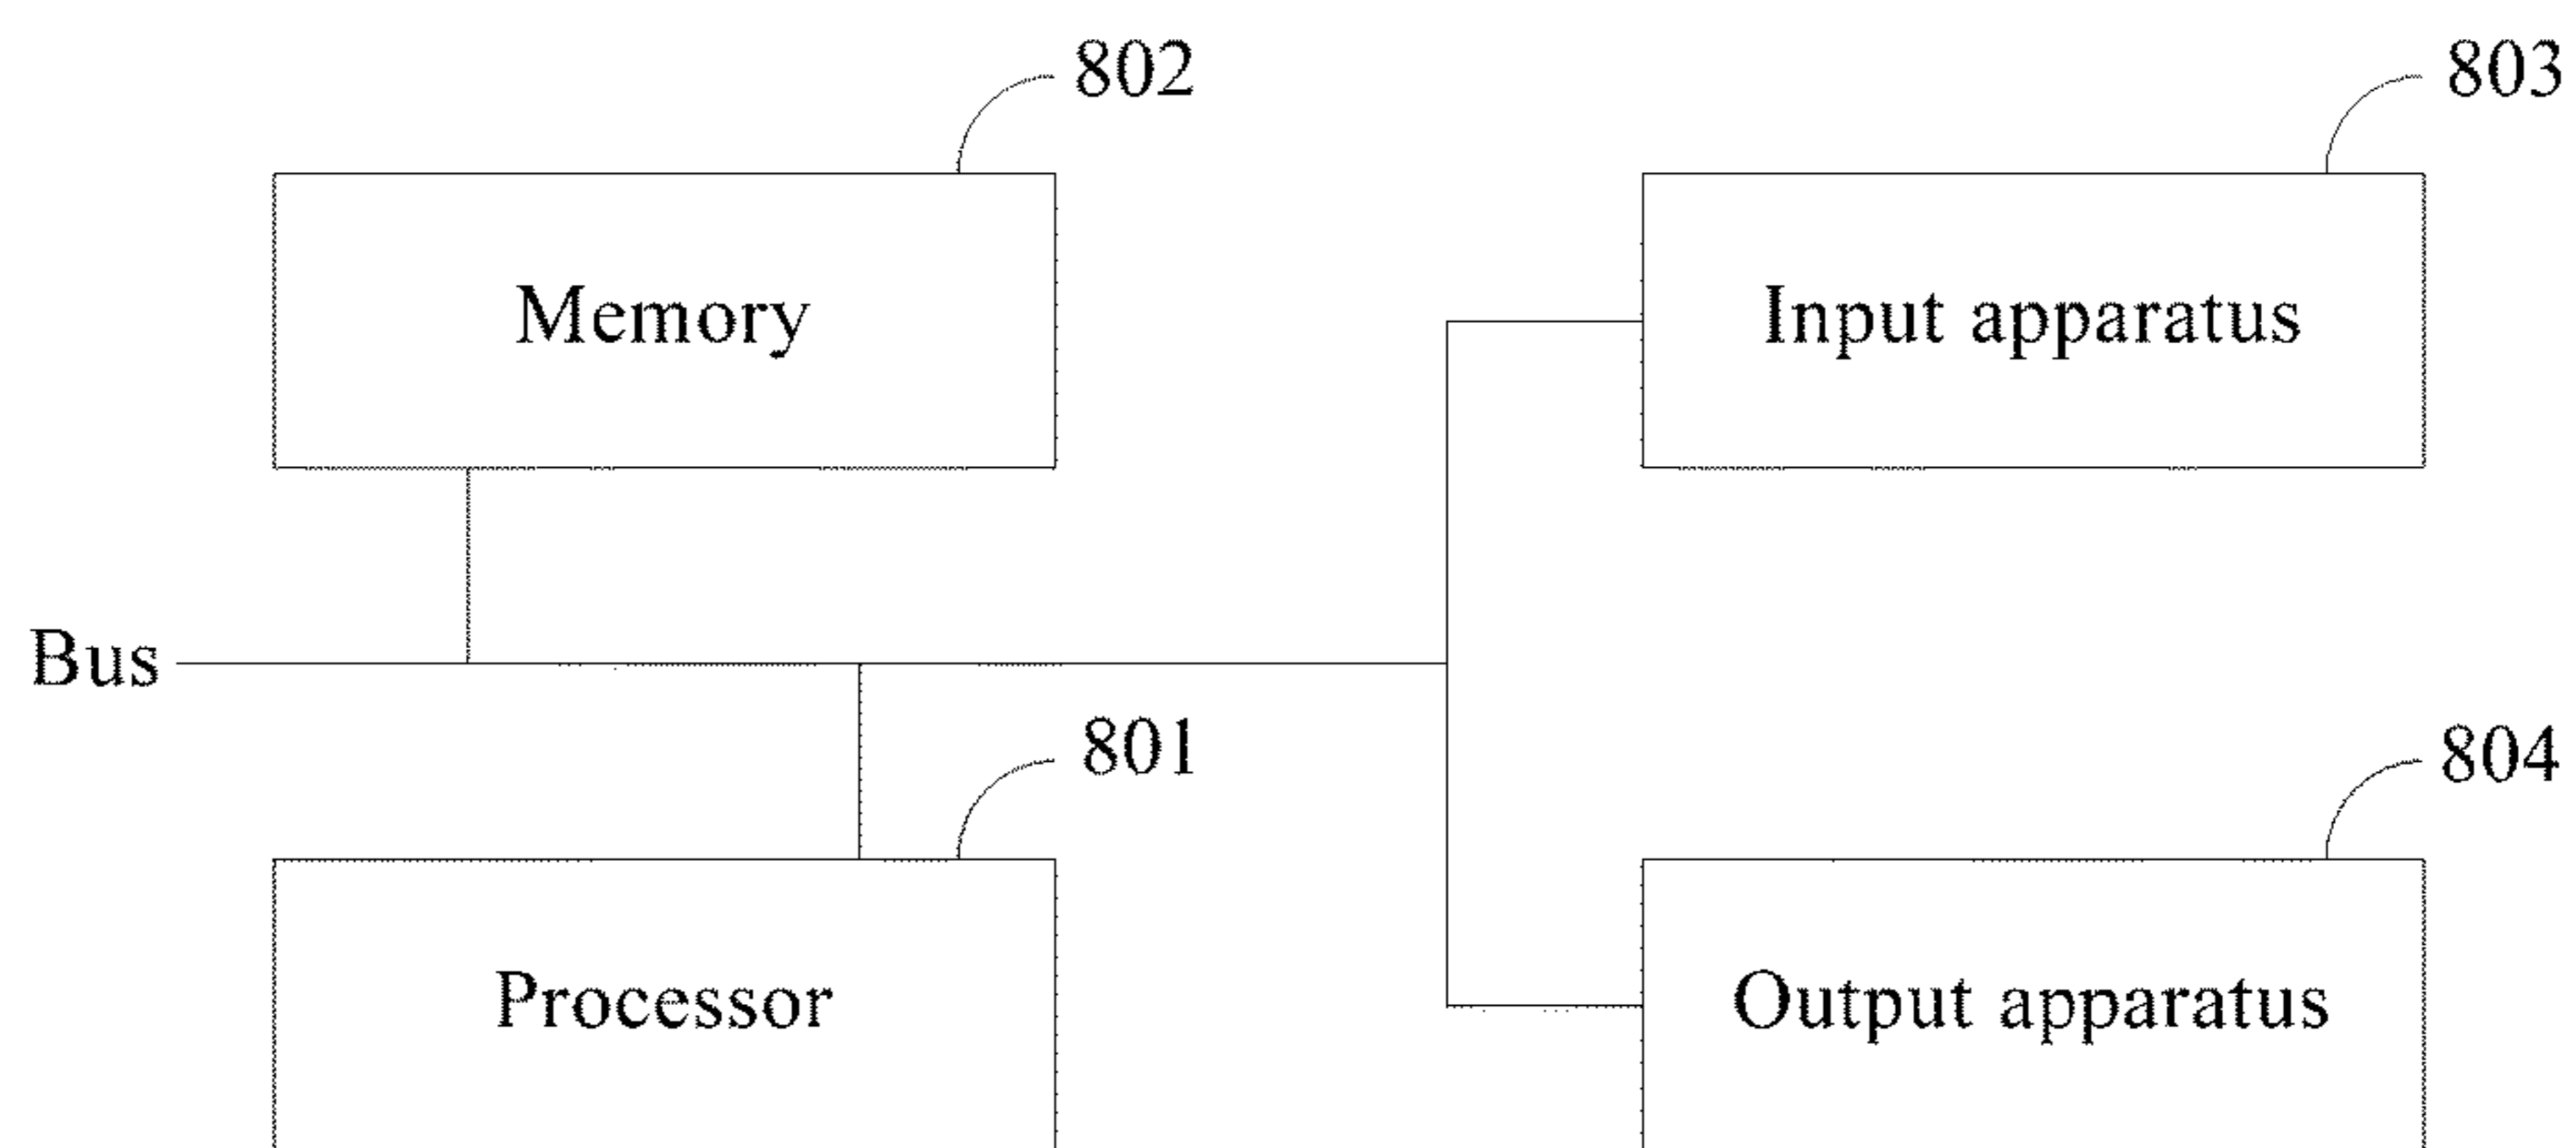 802
803
Memory
Input apparatus
Bus
801
804
Processor
Output apparatus